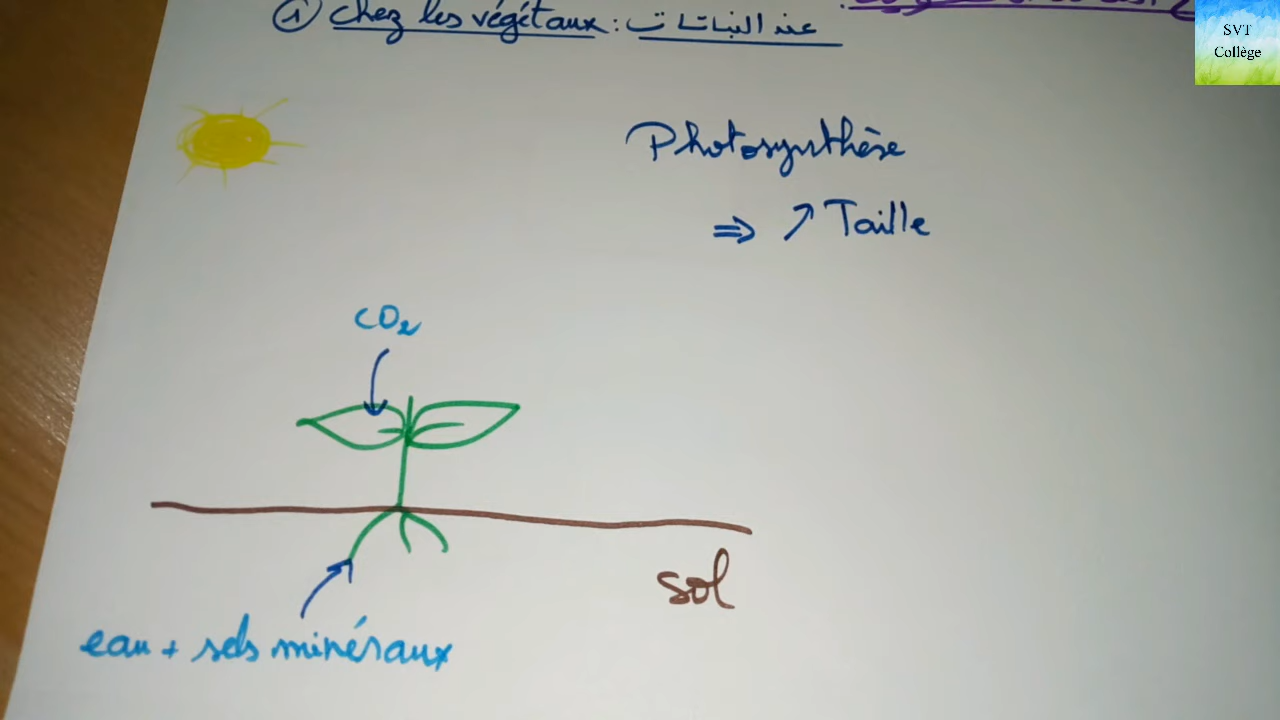 ① chez les végétaux : عند النباتات
SVT
Collège
Photosynthèse
⇒ ↗ Taille
CO₂
sol
eau + sels minéraux